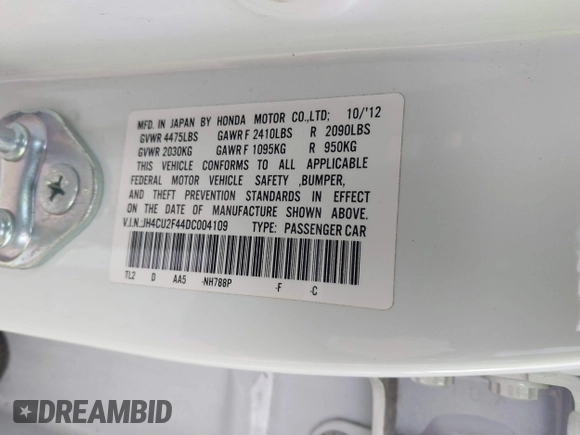 MFD. IN JAPAN BY HONDA MOTOR CO.,LTD; 10/'12
GVWR 4475LBS GAWR F 2410LBS R 2090LBS
GVWR 2030KG GAWR F 1095KG R 950KG
THIS VEHICLE CONFORMS TO ALL APPLICABLE
FEDERAL MOTOR VEHICLE SAFETY ,BUMPER,
AND THEFT PREVENTION STANDARDS IN EFFECT
ON THE DATE OF MANUFACTURE SHOWN ABOVE.
V.I.N.:JH4CU2F44DC004109 TYPE: PASSENGER CAR
TL2 D AA5 -NH788P -F -C
DREAMBID